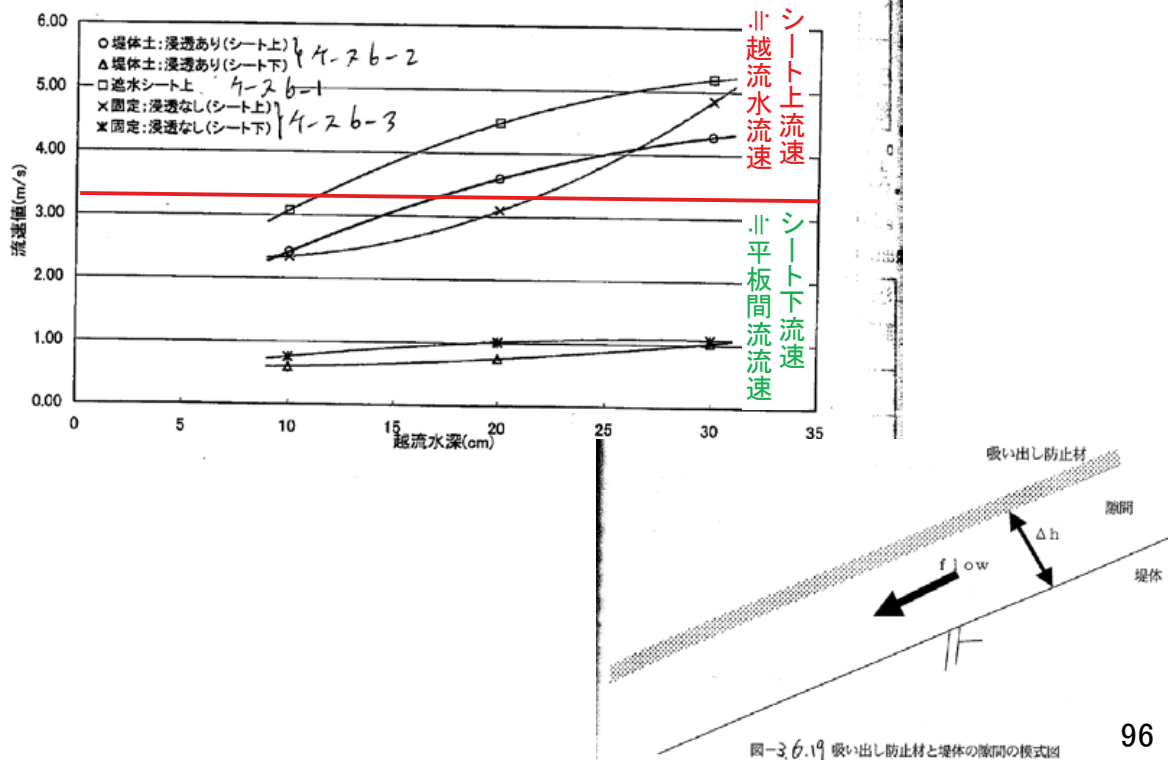 6.00
5.00
4.00
3.00
2.00
1.00
0.00
流速値(m/s)
○ 堤体土:浸透あり(シート上)
△ 堤体土:浸透あり(シート下)
ケース6-2
□ 遮水シート上
ケース6-1
× 固定:浸透なし(シート上)
固定:浸透なし(シート下)
ケース6-3
シート上流速
≒越流水流速
シート下流速
≒平板間流流速
0 5 10 15 20 25 30 35
越流水深(cm)
吸い出し防止材
隙間
Δh
flow
堤体
図-3.6.19 吸い出し防止材と堤体の隙間の模式図
96